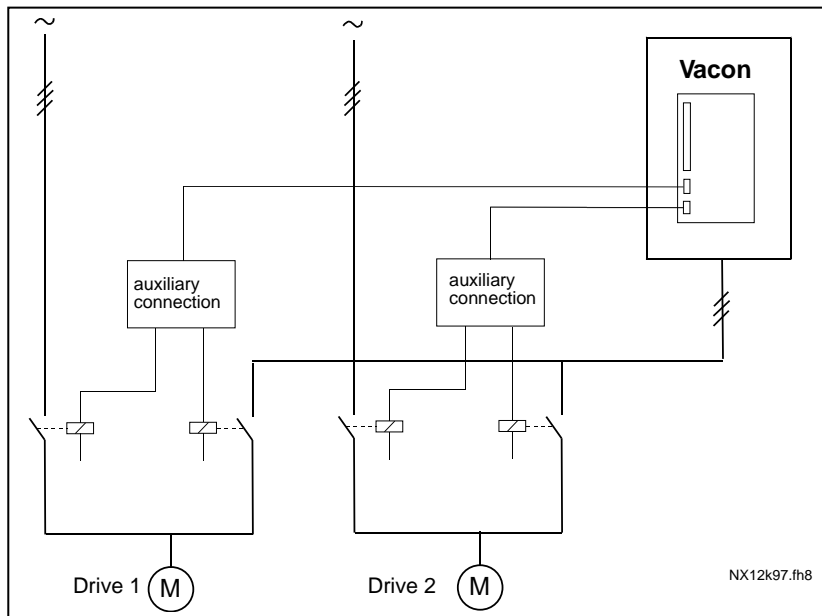 ~
~
Vacon
auxiliary
connection
auxiliary
connection
Drive 1
M
Drive 2
M
NX12k97.fh8